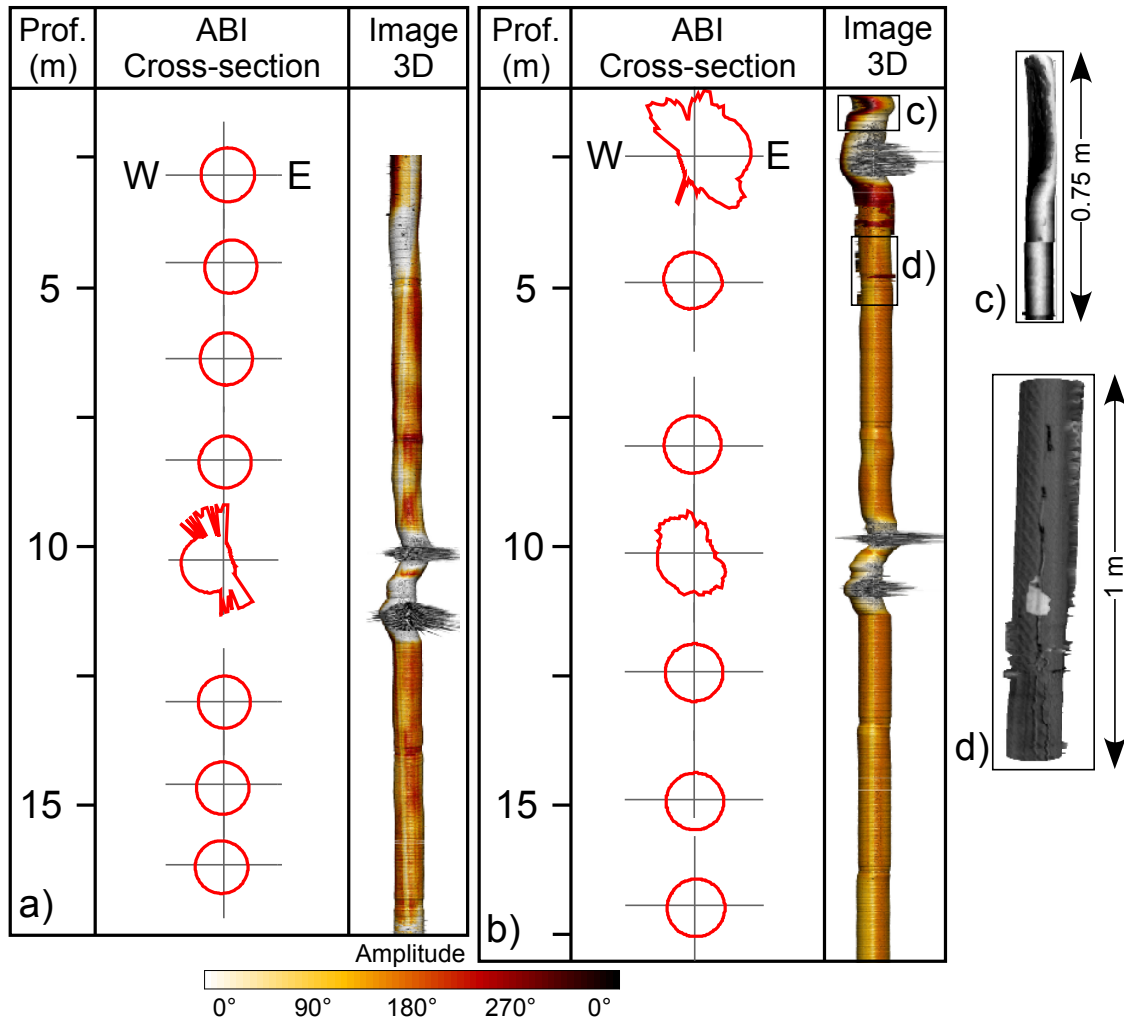 Prof. (m)
ABI Cross-section
Image 3D
W
E
5
10
15
a)
Prof. (m)
ABI Cross-section
Image 3D
W
E
5
10
15
b)
c)
d)
c)
0.75 m
d)
1 m
Amplitude
0° 90° 180° 270° 0°